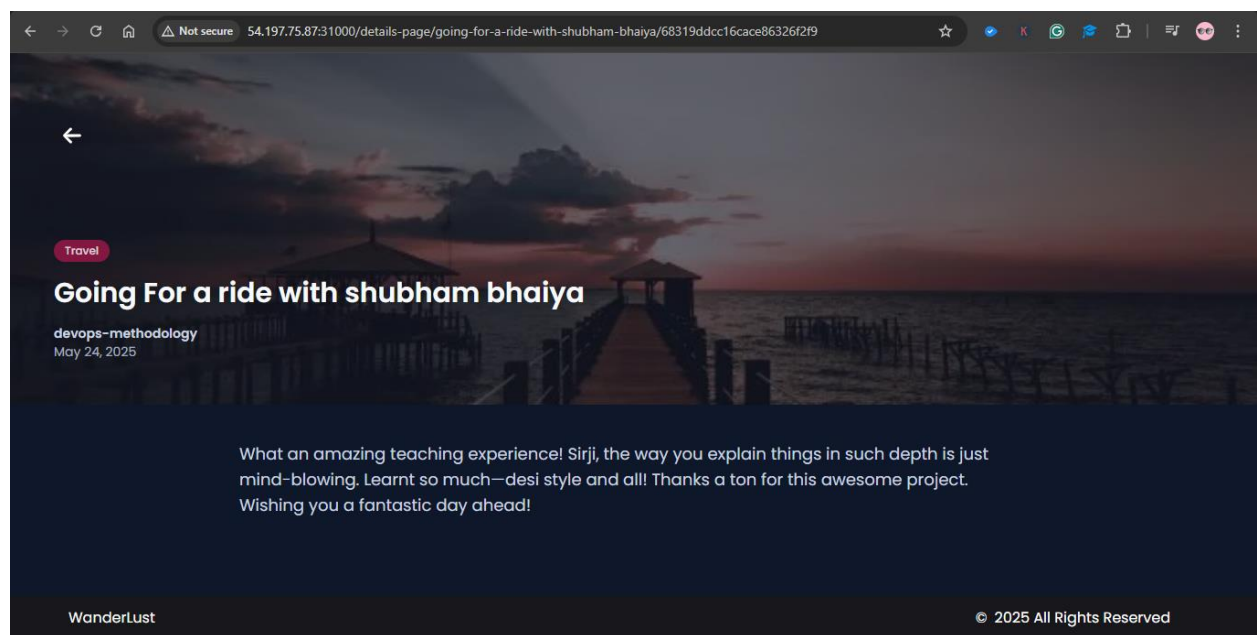 Not secure 54.197.75.87:31000/details-page/going-for-a-ride-with-shubham-bhaiya/68319ddcc16cace86326f2f9
Travel
Going For a ride with shubham bhaiya
devops-methodology
May 24, 2025
What an amazing teaching experience! Sirji, the way you explain things in such depth is just
mind-blowing. Learnt so much—desi style and all! Thanks a ton for this awesome project.
Wishing you a fantastic day ahead!
WanderLust © 2025 All Rights Reserved